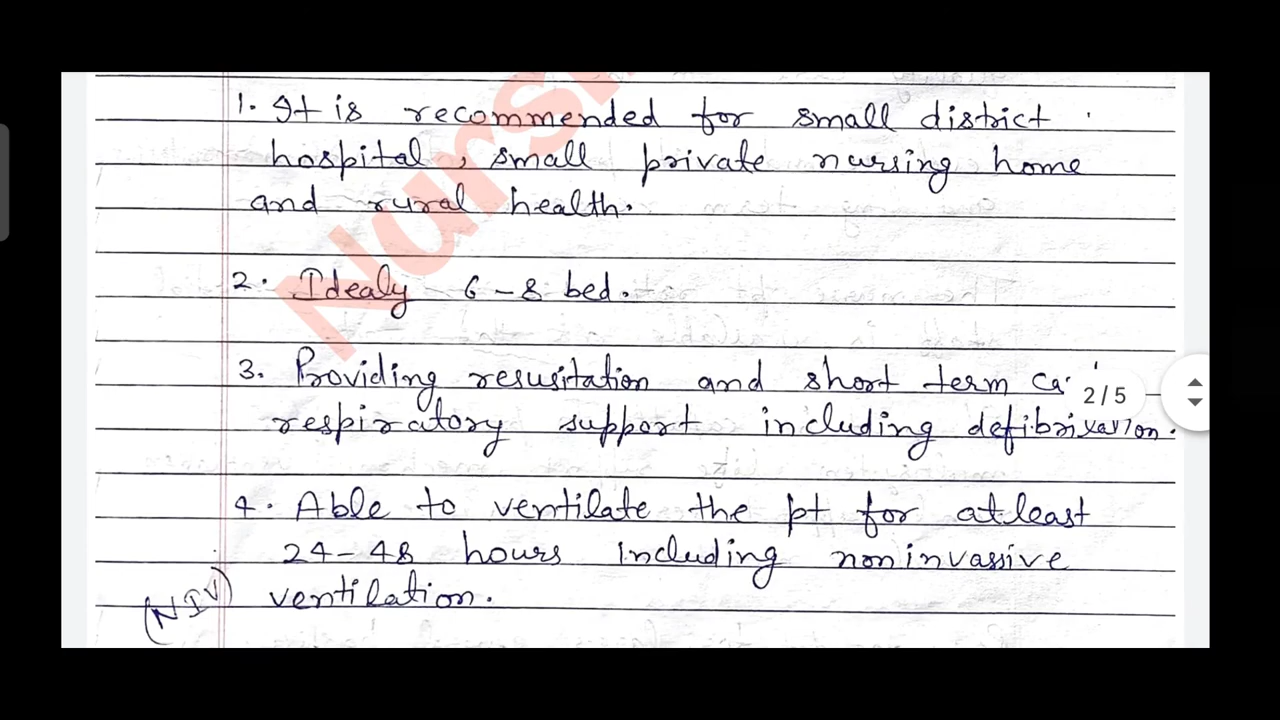 1. It is recommended for small district
hospital, small private nursing home
and rural health.
2. Idealy 6-8 bed.
3. Providing resusitation and short term
2/5
respiratory support including
4. Able to ventilate the pt for atleast
24-48 hours including noninvassive
(NIV) ventilation.